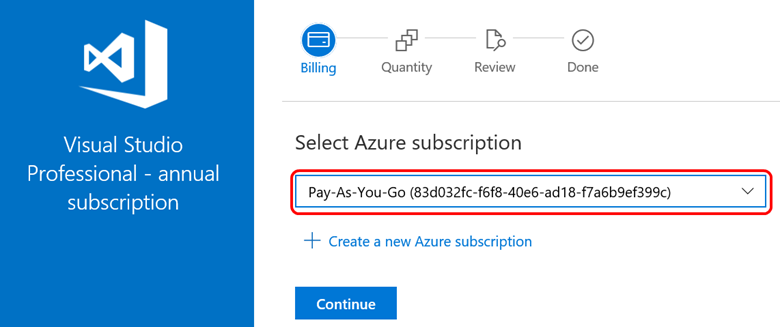 Visual Studio
Professional - annual
subscription
Billing
Quantity
Review
Done
Select Azure subscription
Pay-As-You-Go (83d032fc-f6f8-40e6-ad18-f7a6b9ef399c)
Create a new Azure subscription
Continue